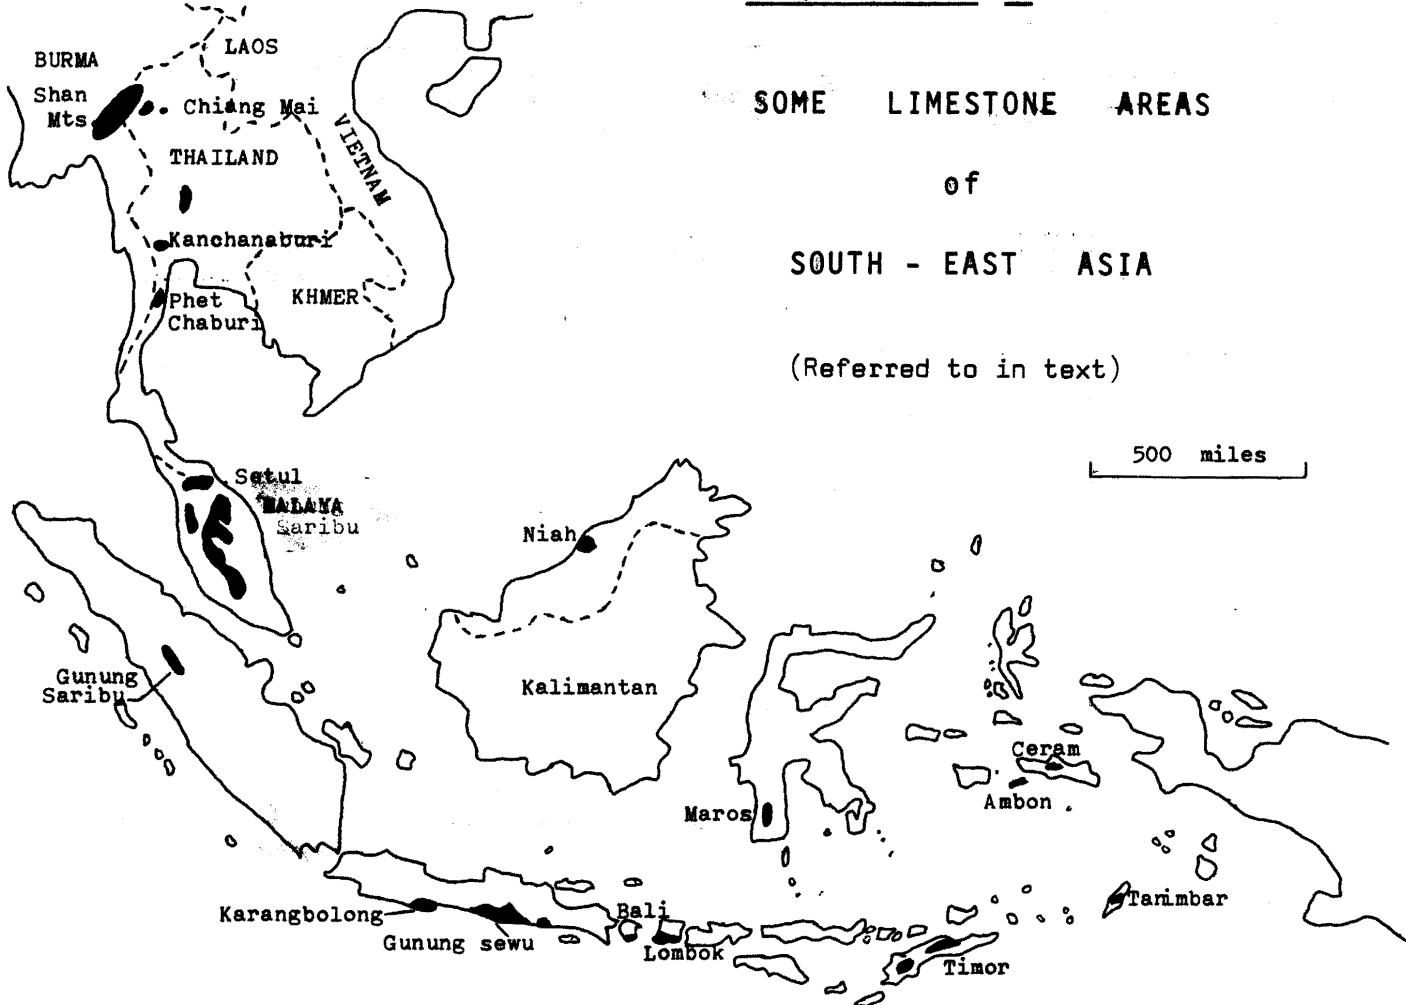 SOME LIMESTONE AREAS
of
SOUTH - EAST ASIA
(Referred to in text)
500 miles
LAOS
BURMA
Shan
Mts
Chiang Mai
VIETNAM
THAILAND
Kanchanaburi
Phet
Chaburi
KHMER
Setul
MALAYA
Saribu
Niah
Gunung
Saribu
Kalimantan
Ceram
Ambon
Maros
Tanimbar
Karangbolong
Gunung sewu
Bali
Lombok
Timor